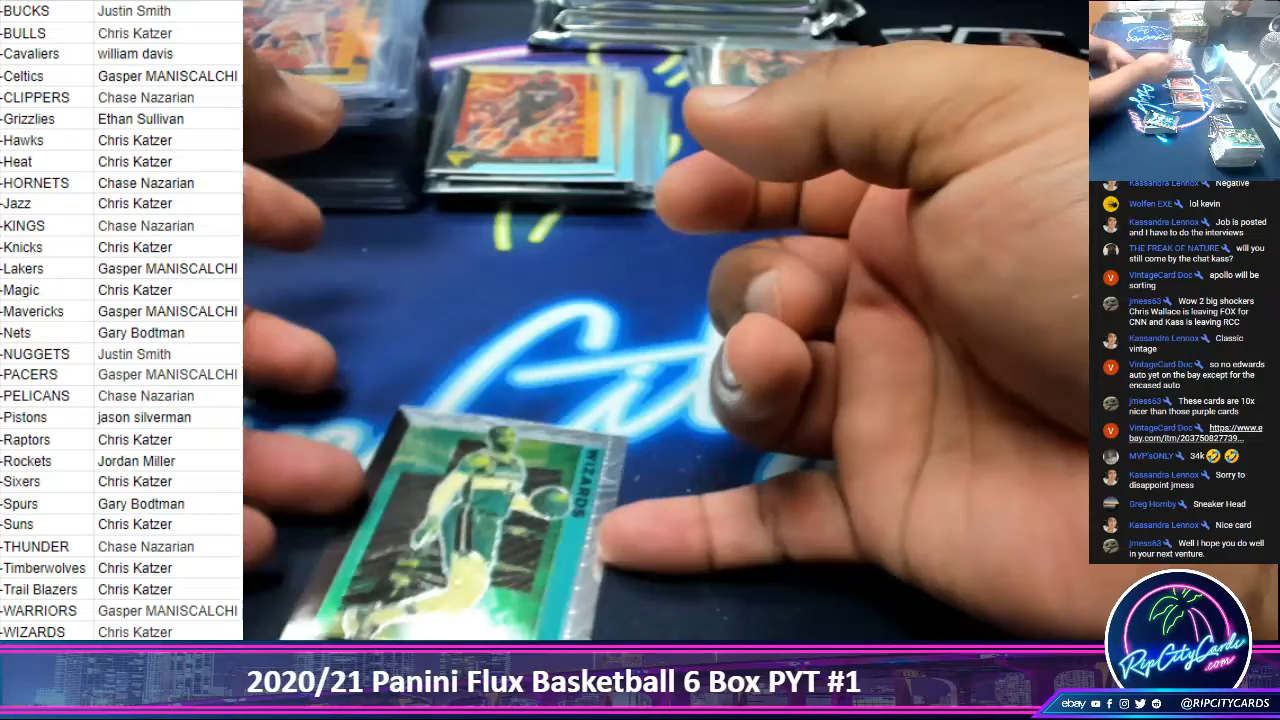 -BUCKS Justin Smith
-BULLS Chris Katzer
-Cavaliers william davis
-Celtics Gasper MANISCALCHI
-CLIPPERS Chase Nazarian
-Grizzlies Ethan Sullivan
-Hawks Chris Katzer
-Heat Chris Katzer
-HORNETS Chase Nazarian
-Jazz Chris Katzer
-KINGS Chase Nazarian
-Knicks Chris Katzer
-Lakers Gasper MANISCALCHI
-Magic Chris Katzer
-Mavericks Gasper MANISCALCHI
-Nets Gary Bodtman
-NUGGETS Justin Smith
-PACERS Gasper MANISCALCHI
-PELICANS Chase Nazarian
-Pistons jason silverman
-Raptors Chris Katzer
-Rockets Jordan Miller
-Sixers Chris Katzer
-Spurs Gary Bodtman
-Suns Chris Katzer
-THUNDER Chase Nazarian
-Timberwolves Chris Katzer
-Trail Blazers Chris Katzer
-WARRIORS Gasper MANISCALCHI
-WIZARDS Chris Katzer
WIZARDS
Kassandra Lennox Negative
Wolfen EXE lol kevin
Kassandra Lennox Job is posted
and I have to do the interviews
THE FREAK OF NATURE will you
still come by the chat kass?
VintageCard Doc apollo will be
sorting
jmess63 Wow 2 big shockers
Chris Wallace is leaving FOX for
CNN and Kass is leaving RCC
Kassandra Lennox Classic
vintage
VintageCard Doc so no edwards
auto yet on the bay except for the
encased auto
jmess63 These cards are 10x
nicer than those purple cards
VintageCard Doc https://www.e
bay.com/itm/203750827739...
MVP'sONLY 34k🤣🤣
Kassandra Lennox Sorry to
disappoint jmess
Greg Hornby Sneaker Head
Kassandra Lennox Nice card
jmess63 Well I hope you do well
in your next venture.
RipCityCards
.com
2020/21 Panini Flux Basketball 6 Box PYT #1
ebay @RIPCITYCARDS